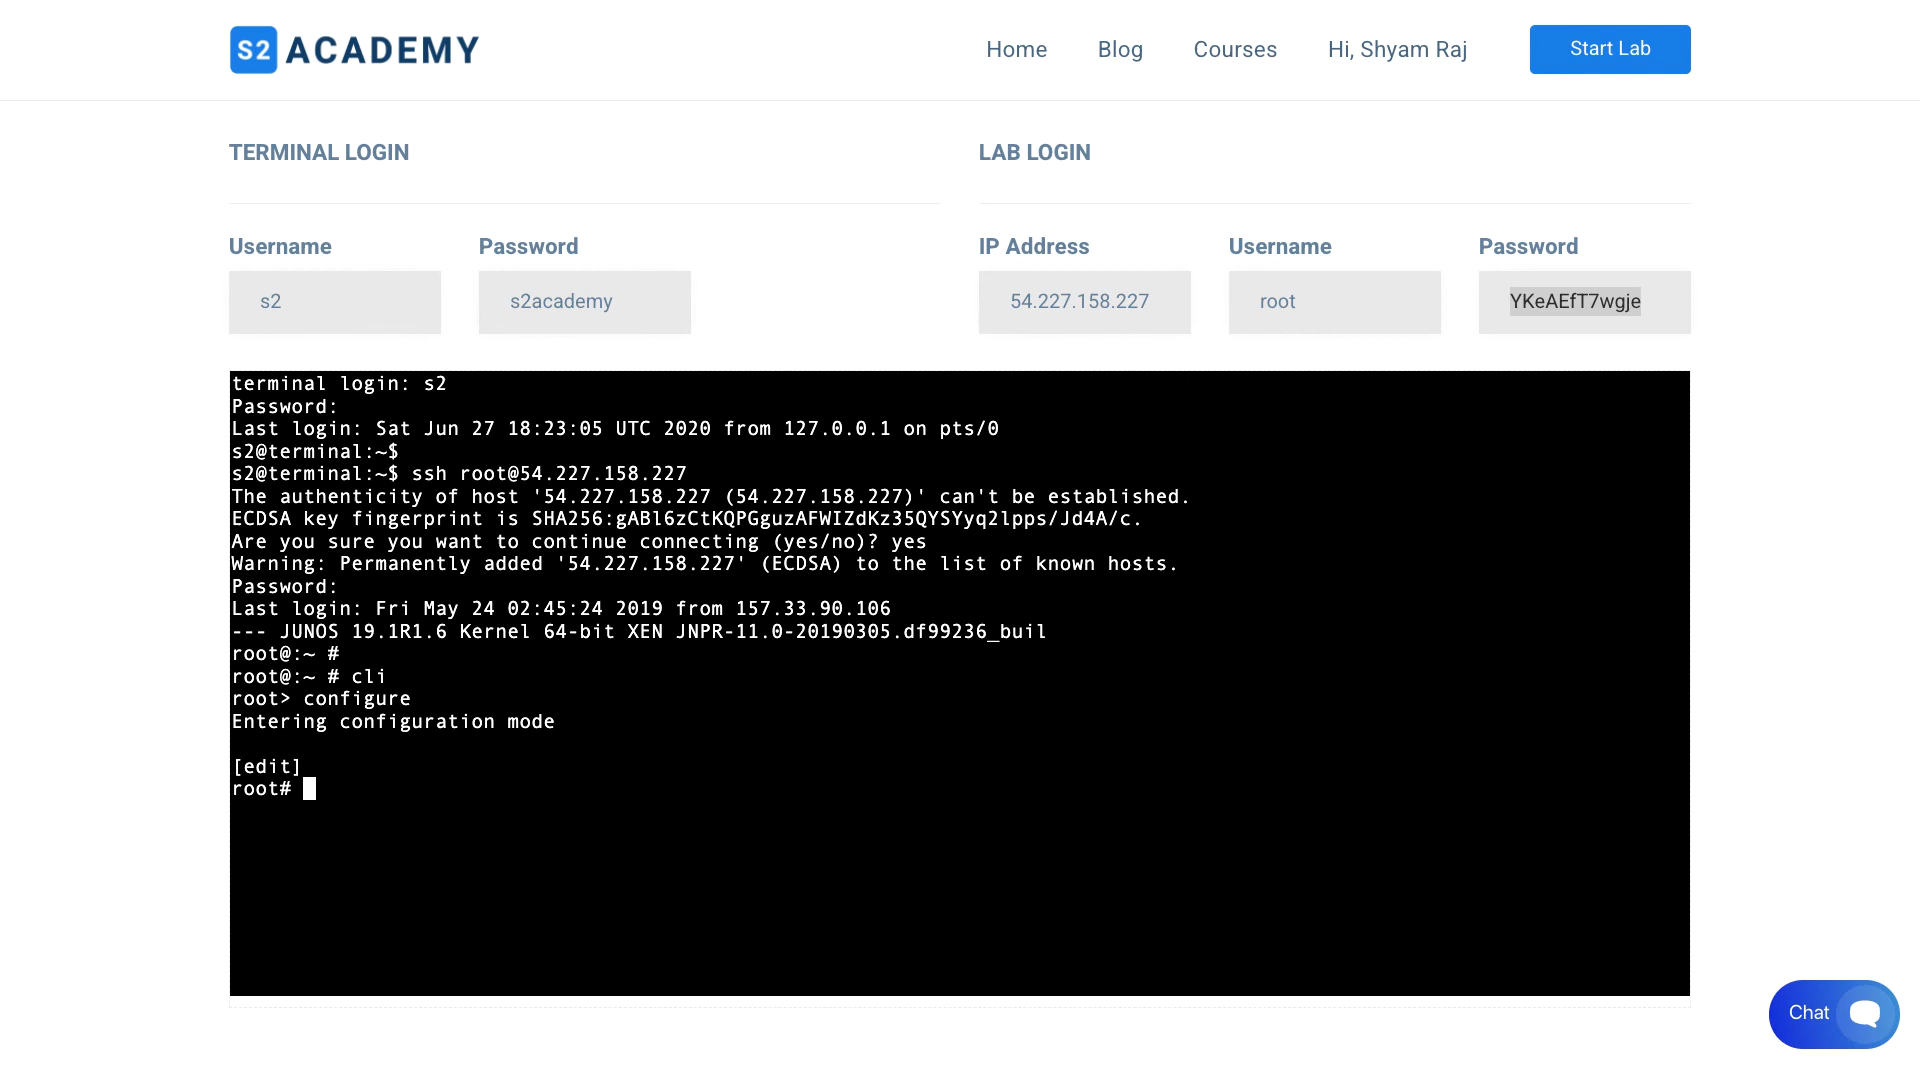 S2 ACADEMY
Home Blog Courses Hi, Shyam Raj Start Lab
TERMINAL LOGIN
LAB LOGIN
Username Password
s2 s2academy
IP Address Username Password
54.227.158.227 root YKeAEfT7wgje
terminal login: s2
Password:
Last login: Sat Jun 27 18:23:05 UTC 2020 from 127.0.0.1 on pts/0
s2@terminal:~$
s2@terminal:~$ ssh root@54.227.158.227
The authenticity of host '54.227.158.227 (54.227.158.227)' can't be established.
ECDSA key fingerprint is SHA256:gABl6zCtKQPGguzAFWIZdKz35QYSYyq2lpps/Jd4A/c.
Are you sure you want to continue connecting (yes/no)? yes
Warning: Permanently added '54.227.158.227' (ECDSA) to the list of known hosts.
Password:
Last login: Fri May 24 02:45:24 2019 from 157.33.90.106
--- JUNOS 19.1R1.6 Kernel 64-bit XEN JNPR-11.0-20190305.df99236_buil
root@:~ #
root@:~ # cli
root> configure
Entering configuration mode
[edit]
root#
Chat